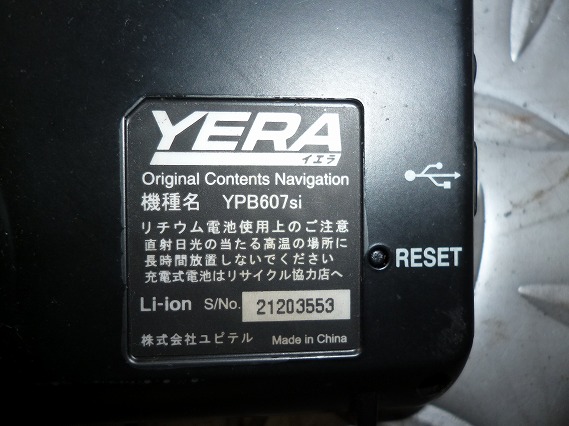 YERA
イエラ
Original Contents Navigation
機種名 YPB607si
リチウム電池使用上のご注意
直射日光の当たる高温の場所に
長時間放置しないでください
充電式電池はリサイクル協力店へ
Li-ion S/No. 21203553
株式会社ユピテル Made in China
RESET